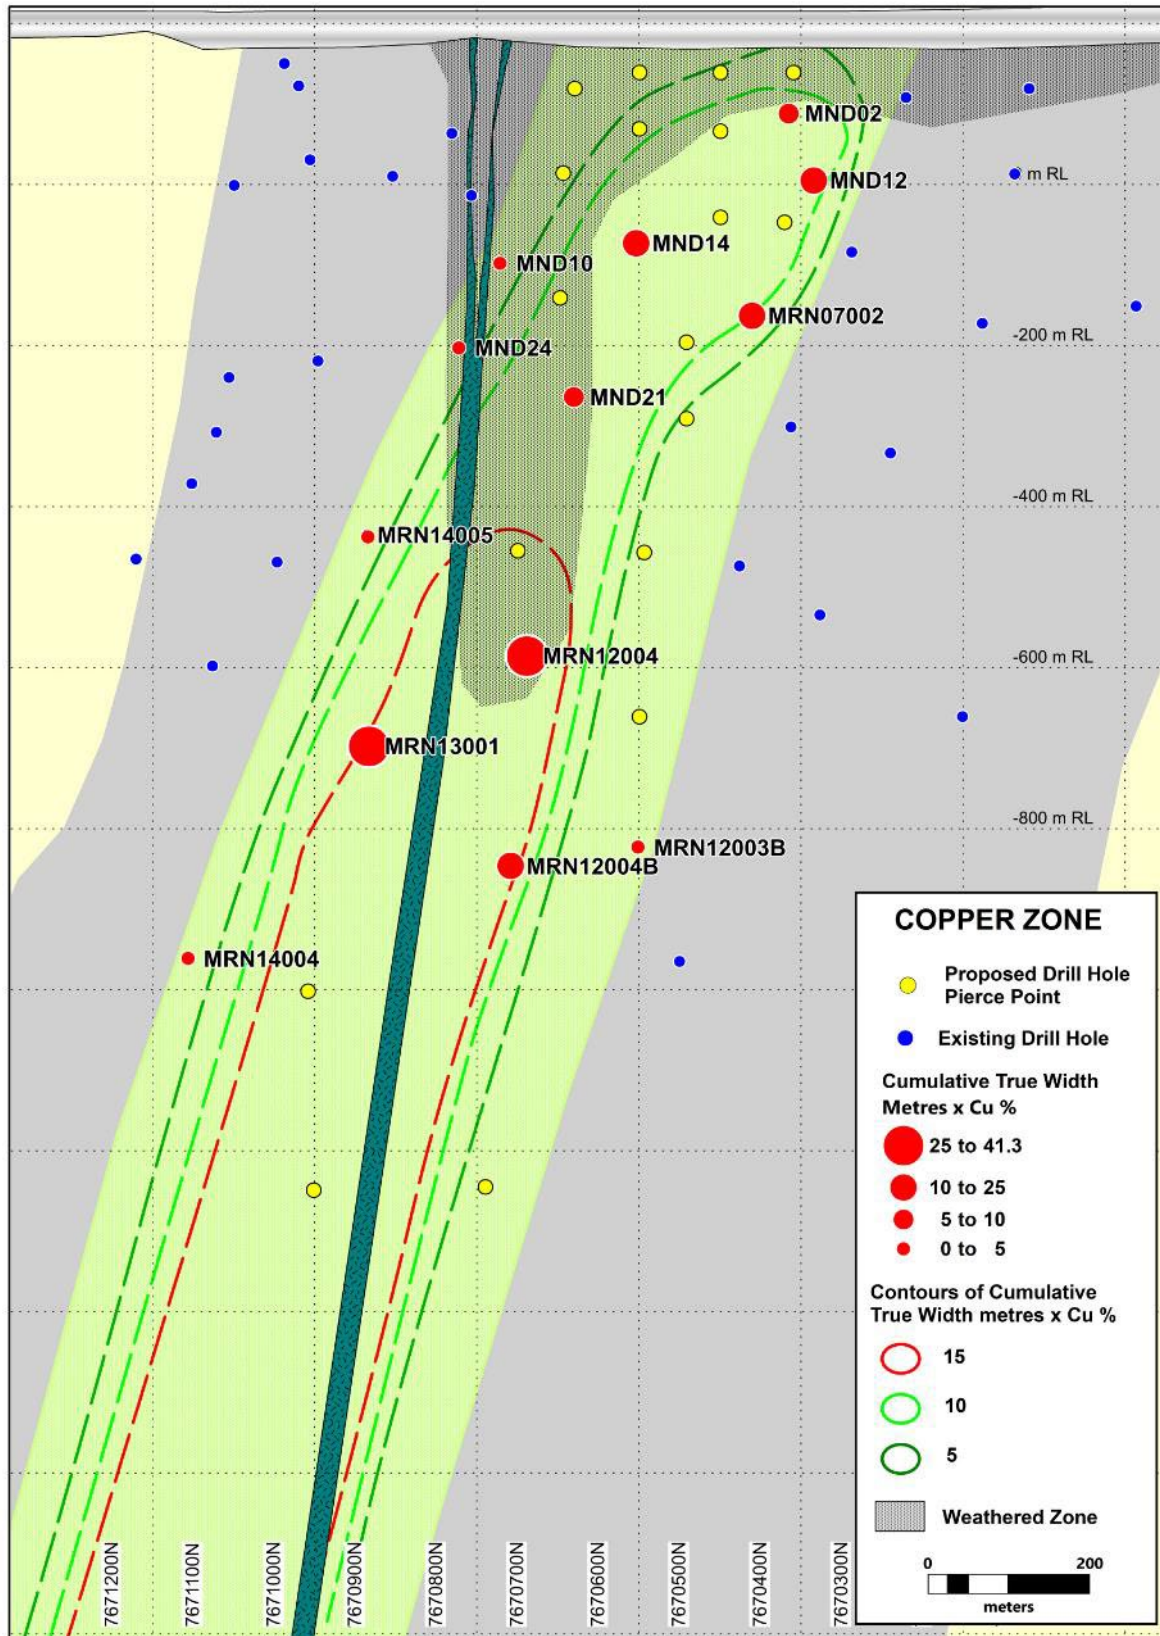 MND02
m RL
MND12
MND14
MND10
MRN07002
-200 m RL
MND24
MND21
-400 m RL
MRN14005
MRN12004
-600 m RL
MRN13001
-800 m RL
MRN12003B
MRN12004B
MRN14004
COPPER ZONE
Proposed Drill Hole
Pierce Point
Existing Drill Hole
Cumulative True Width
Metres x Cu %
25 to 41.3
10 to 25
5 to 10
0 to 5
Contours of Cumulative
True Width metres x Cu %
15
10
5
Weathered Zone
0 200
meters
7671200N
7671100N
7671000N
7670900N
7670800N
7670700N
7670600N
7670500N
7670400N
7670300N